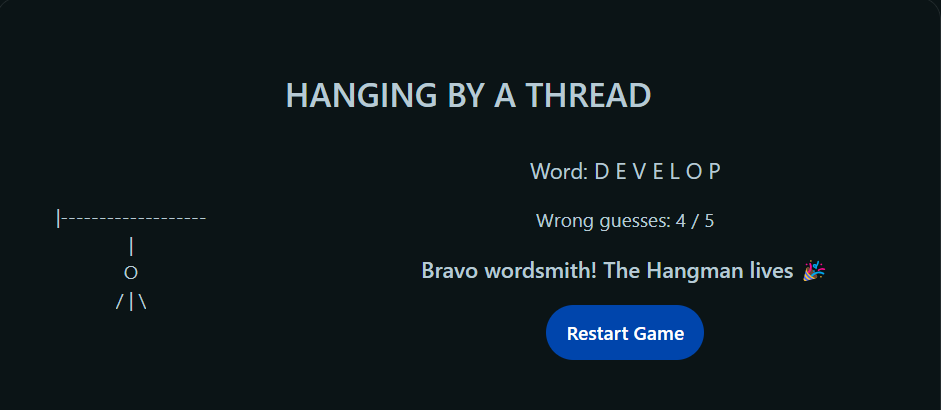 HANGING BY A THREAD
Word: D E V E L O P
Wrong guesses: 4 / 5
Bravo wordsmith! The Hangman lives 🎉
Restart Game
|-------------------
|
O
/ | \